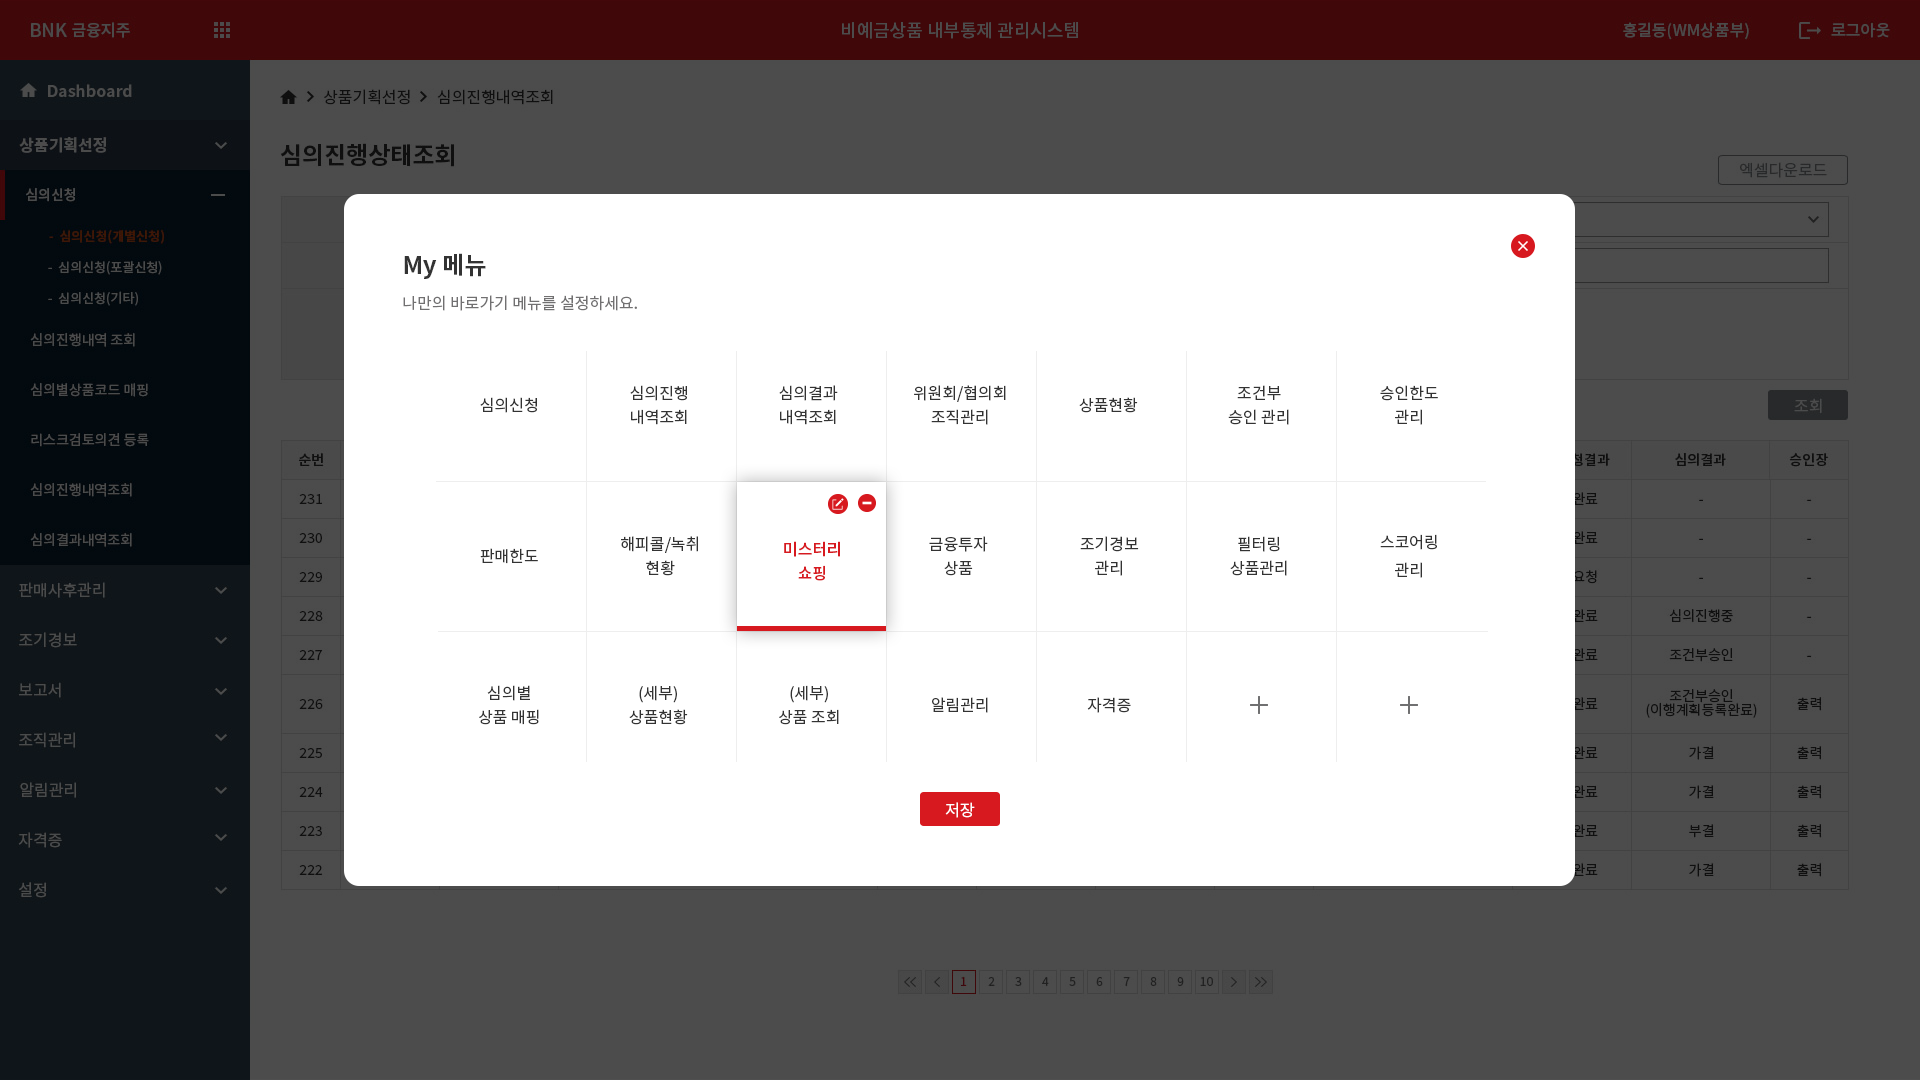 BNK 금융지주
비예금상품 내부통제 관리시스템
홍길동(WM상품부)
로그아웃
Dashboard
상품기획선정
심의신청
- 심의신청(개별신청)
- 심의신청(포괄신청)
- 심의신청(기타)
심의진행내역 조회
심의별상품코드 매핑
리스크검토의견 등록
심의진행내역조회
심의결과내역조회
판매사후관리
조기경보
보고서
조직관리
알림관리
자격증
설정
상품기획선정 심의진행내역조회
심의진행상태조회
엑셀다운로드
조회
My 메뉴
나만의 바로가기 메뉴를 설정하세요.
심의신청
심의진행
내역조회
심의결과
내역조회
위원회/협의회
조직관리
상품현황
조건부
승인 관리
승인한도
관리
판매한도
해피콜/녹취
현황
미스터리
쇼핑
금융투자
상품
조기경보
관리
필터링
상품관리
스코어링
관리
심의별
상품 매핑
(세부)
상품현황
(세부)
상품 조회
알림관리
자격증
저장
순번 심의결과 승인장
231 완료 - -
230 완료 - -
229 요청 - -
228 완료 심의진행중 -
227 완료 조건부승인 -
226 완료 조건부승인
(이행계획등록완료) 출력
225 완료 가결 출력
224 완료 가결 출력
223 완료 부결 출력
222 완료 가결 출력
1 2 3 4 5 6 7 8 9 10